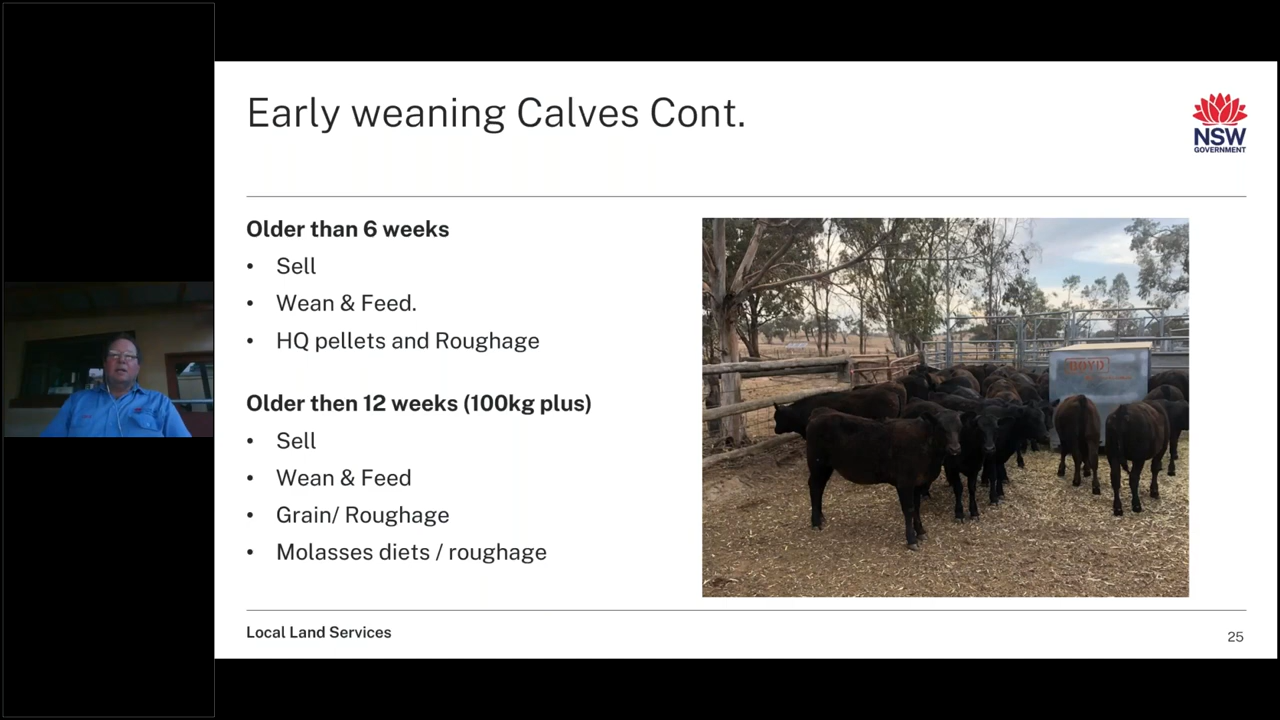 Early weaning Calves Cont.
NSW
GOVERNMENT
Older than 6 weeks
• Sell
• Wean & Feed.
• HQ pellets and Roughage
Older then 12 weeks (100kg plus)
• Sell
• Wean & Feed
• Grain/ Roughage
• Molasses diets / roughage
Local Land Services
25